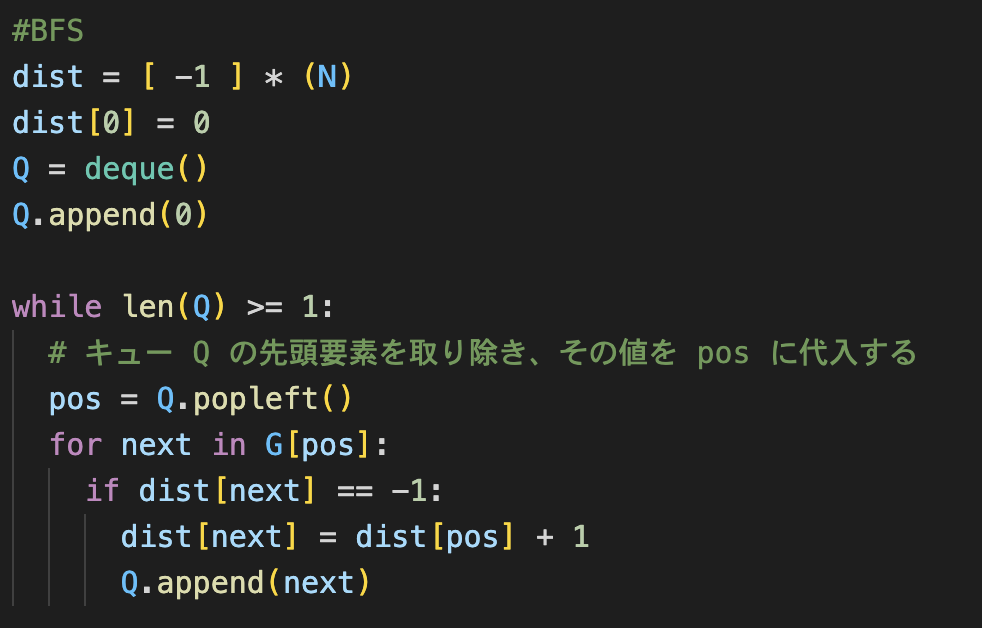 #BFS
dist = [ -1 ] * (N)
dist[0] = 0
Q = deque()
Q.append(0)

while len(Q) >= 1:
  # キュー Q の先頭要素を取り除き、その値を pos に代入する
  pos = Q.popleft()
  for next in G[pos]:
    if dist[next] == -1:
      dist[next] = dist[pos] + 1
      Q.append(next)